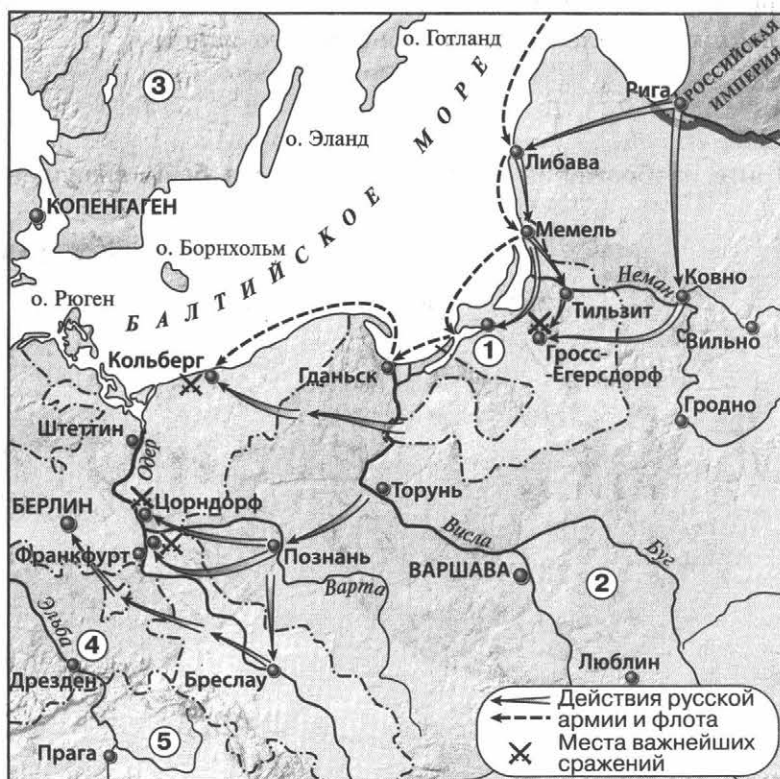 о. Готланд
РОССИЙСКАЯ
ИМПЕРИЯ
③
Рига
о. Эланд
Либава
БАЛТИЙСКОЕ МОРЕ
КОПЕНГАГЕН
Мемель
о. Борнхольм
Неман
Ковно
о. Рюген
Тильзит
①
Вильно
Кольберг
Гданьск
Гросс-
-Егерсдорф
Гродно
Штеттин
Одер
БЕРЛИН
Цорндорф
Торунь
Висла
Буг
Франкфурт
Познань
Варта
ВАРШАВА
②
Эльба
④
Дрезден
Бреслау
Люблин
⑤
Прага
Действия русской
армии и флота
Места важнейших
сражений